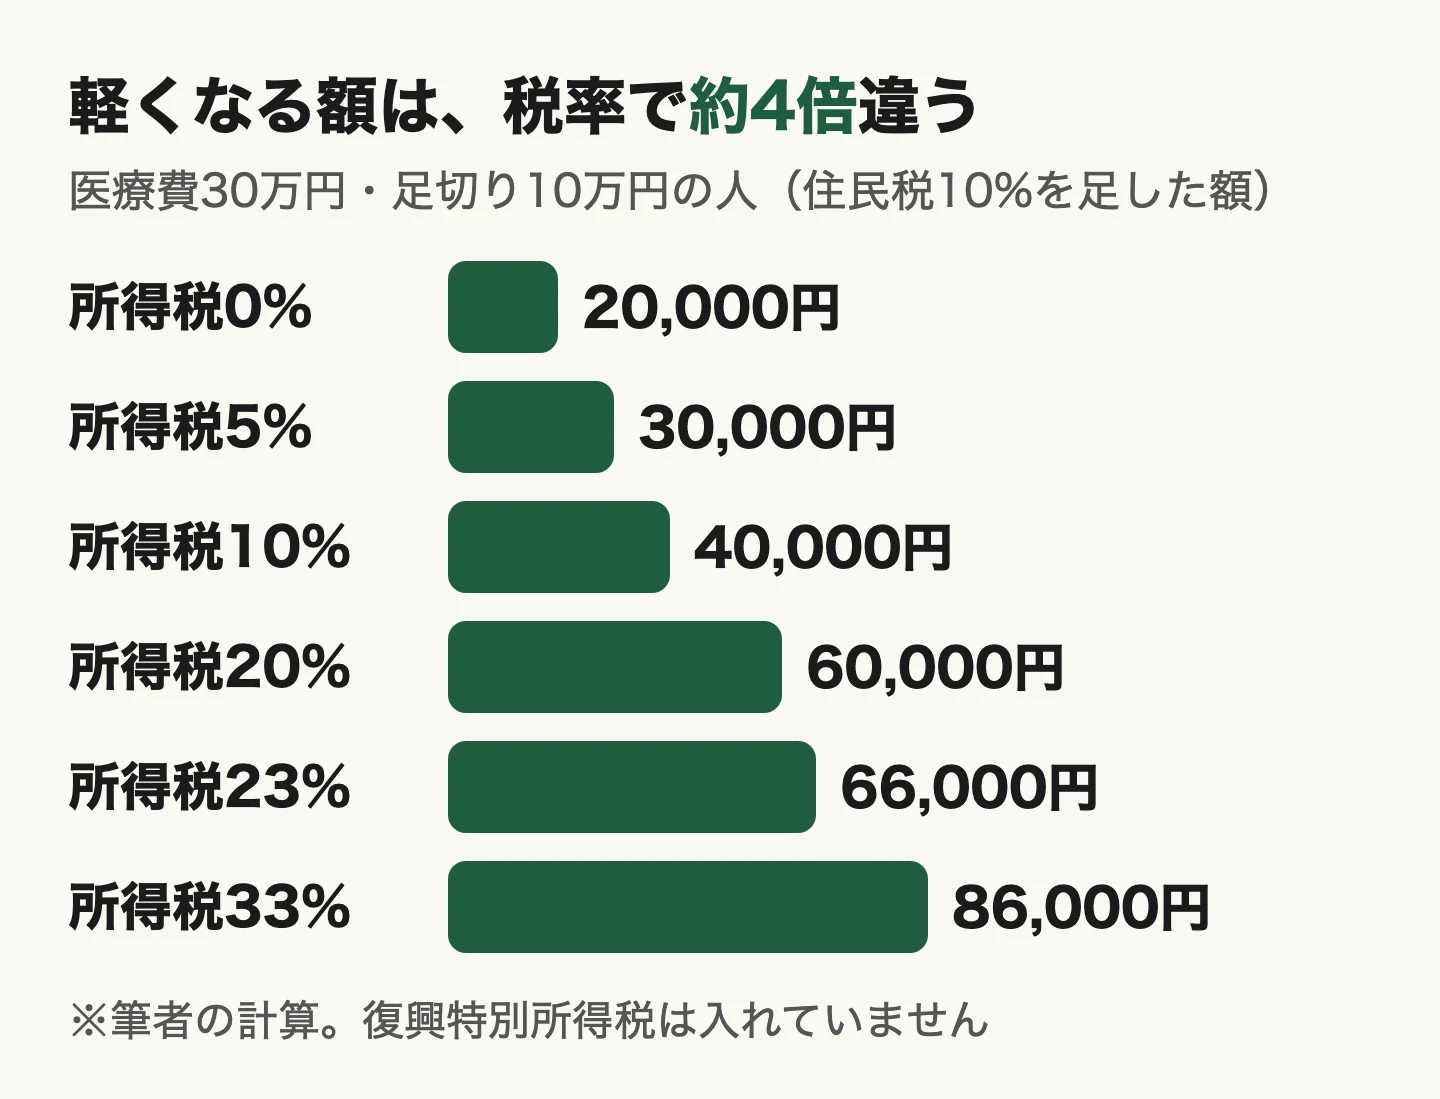 軽くなる額は、税率で約4倍違う
医療費30万円・足切り10万円の人（住民税10%を足した額）
所得税0% 20,000円
所得税5% 30,000円
所得税10% 40,000円
所得税20% 60,000円
所得税23% 66,000円
所得税33% 86,000円
※筆者の計算。復興特別所得税は入れていません